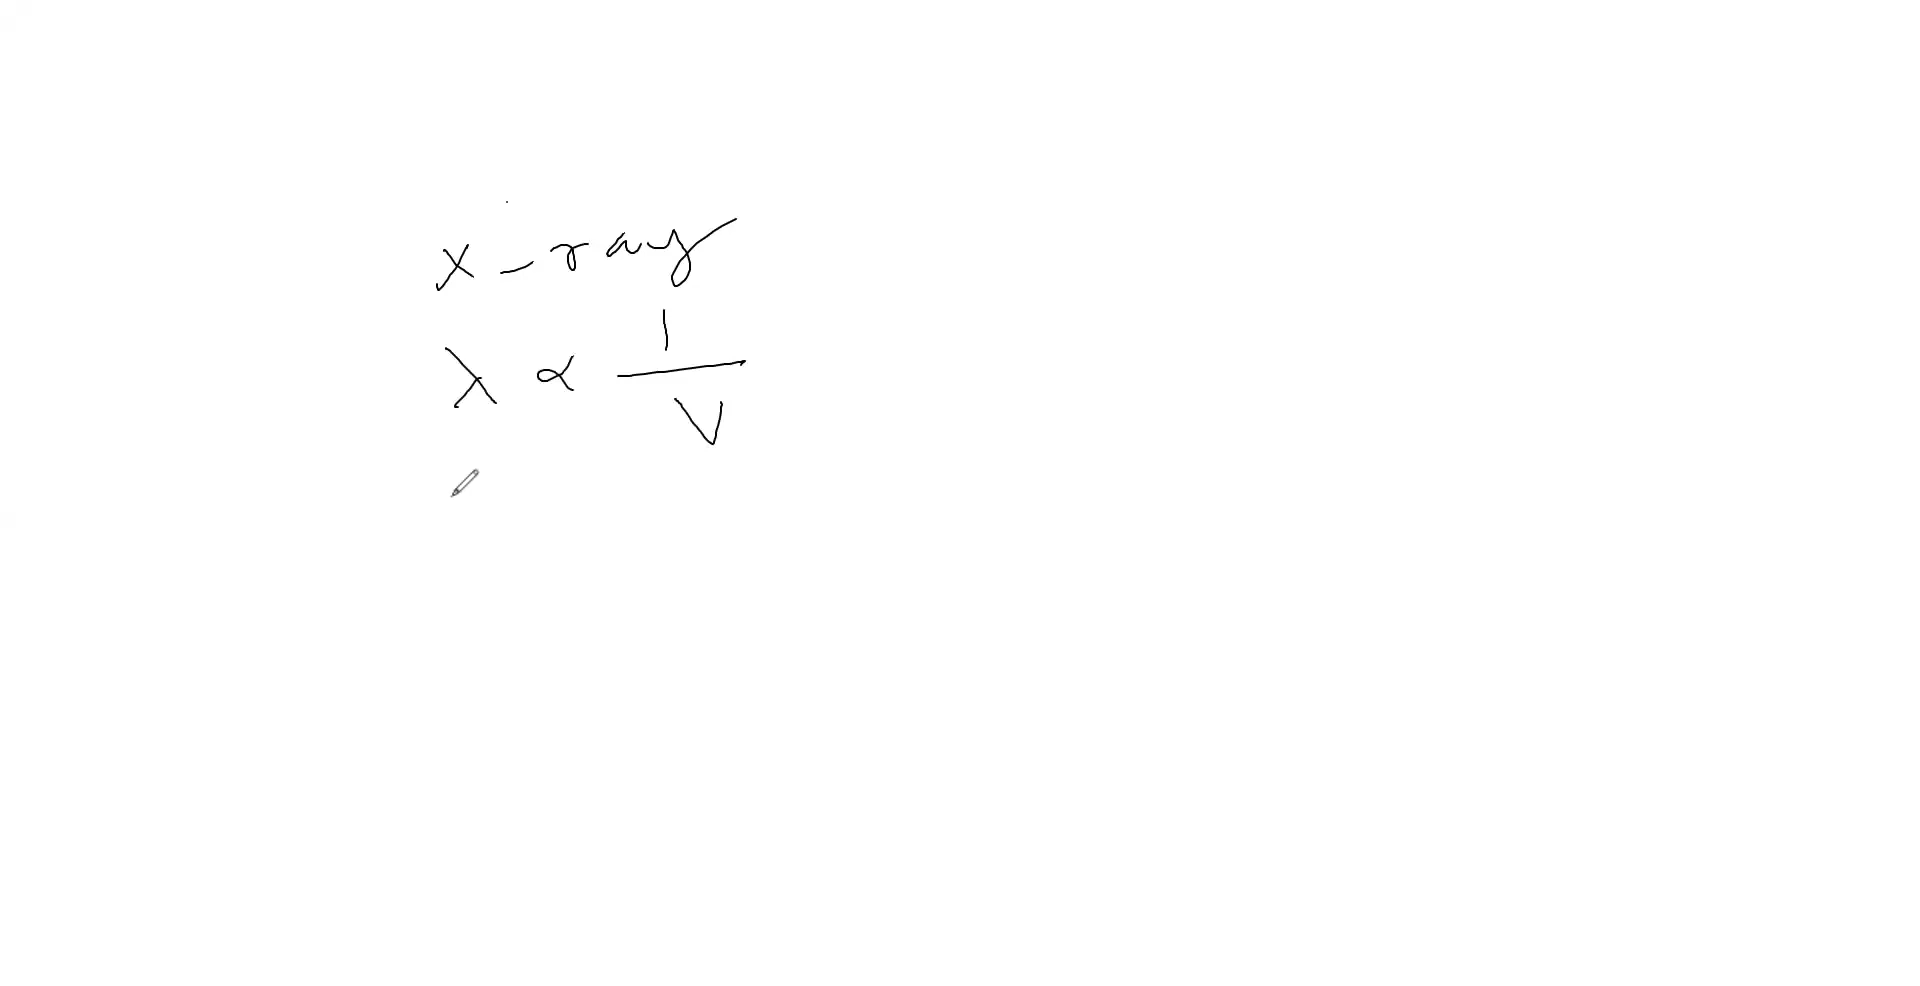 x-ray
λ ∝ 1/V